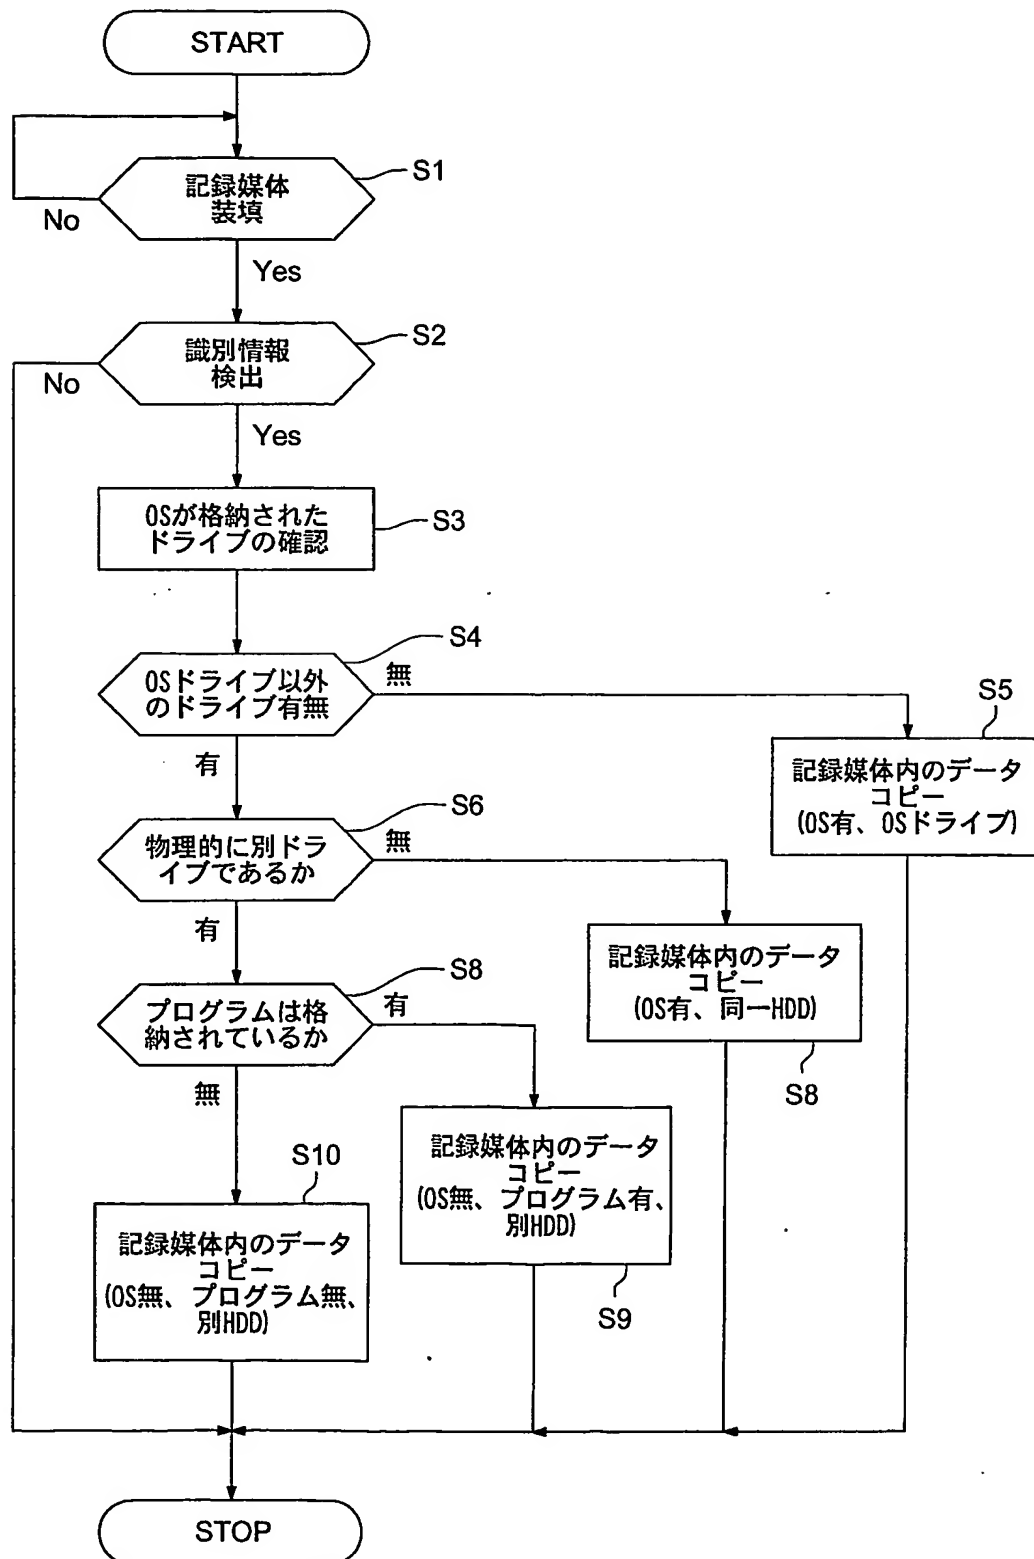 START
記録媒体
装填
S1
No
Yes
識別情報
検出
S2
No
Yes
OSが格納された
ドライブの確認
S3
OSドライブ以外
のドライブ有無
S4
無
有
記録媒体内のデータ
コピー
(OS有、OSドライブ)
S5
物理的に別ドラ
イブであるか
S6
無
有
記録媒体内のデータ
コピー
(OS有、同一HDD)
S8
プログラムは格
納されているか
S8
有
無
記録媒体内のデータ
コピー
(OS無、プログラム有、
別HDD)
S9
S10
記録媒体内のデータ
コピー
(OS無、プログラム無、
別HDD)
STOP